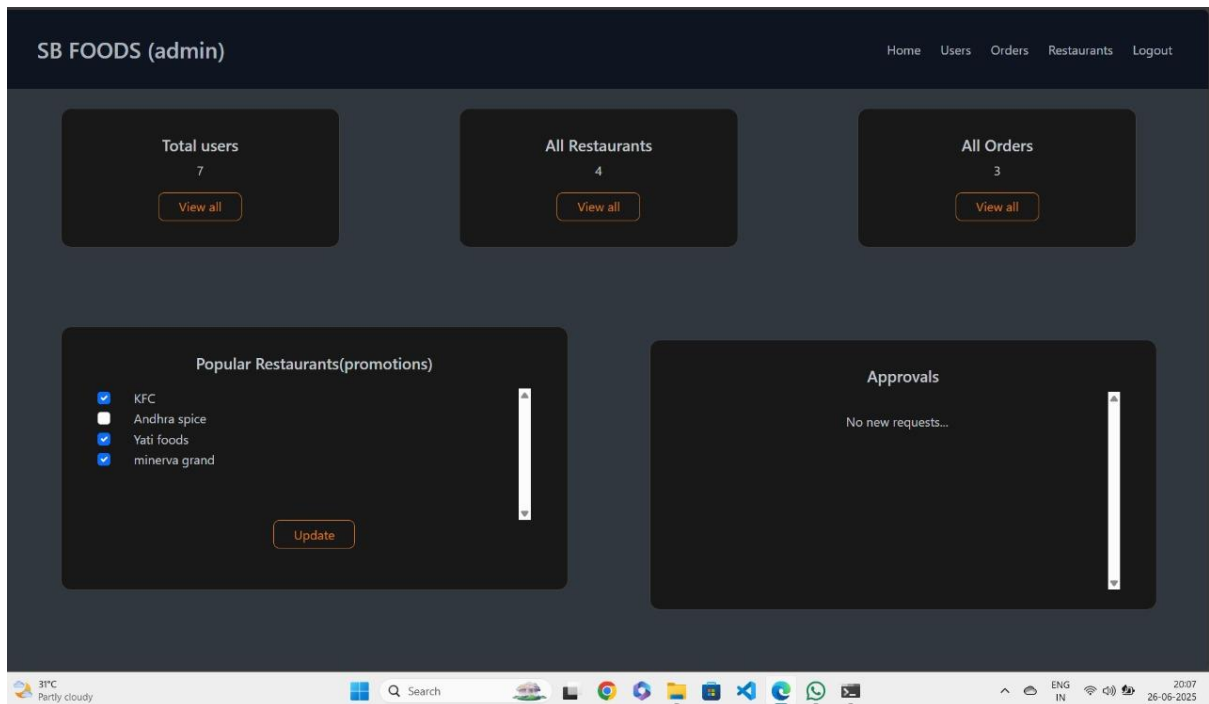 SB FOODS (admin)
Home Users Orders Restaurants Logout
Total users
7
View all
All Restaurants
4
View all
All Orders
3
View all
Popular Restaurants(promotions)
KFC
Andhra spice
Yati foods
minerva grand
Update
Approvals
No new requests...
31°C
Partly cloudy
Search
ENG
IN
20:07
26-06-2025